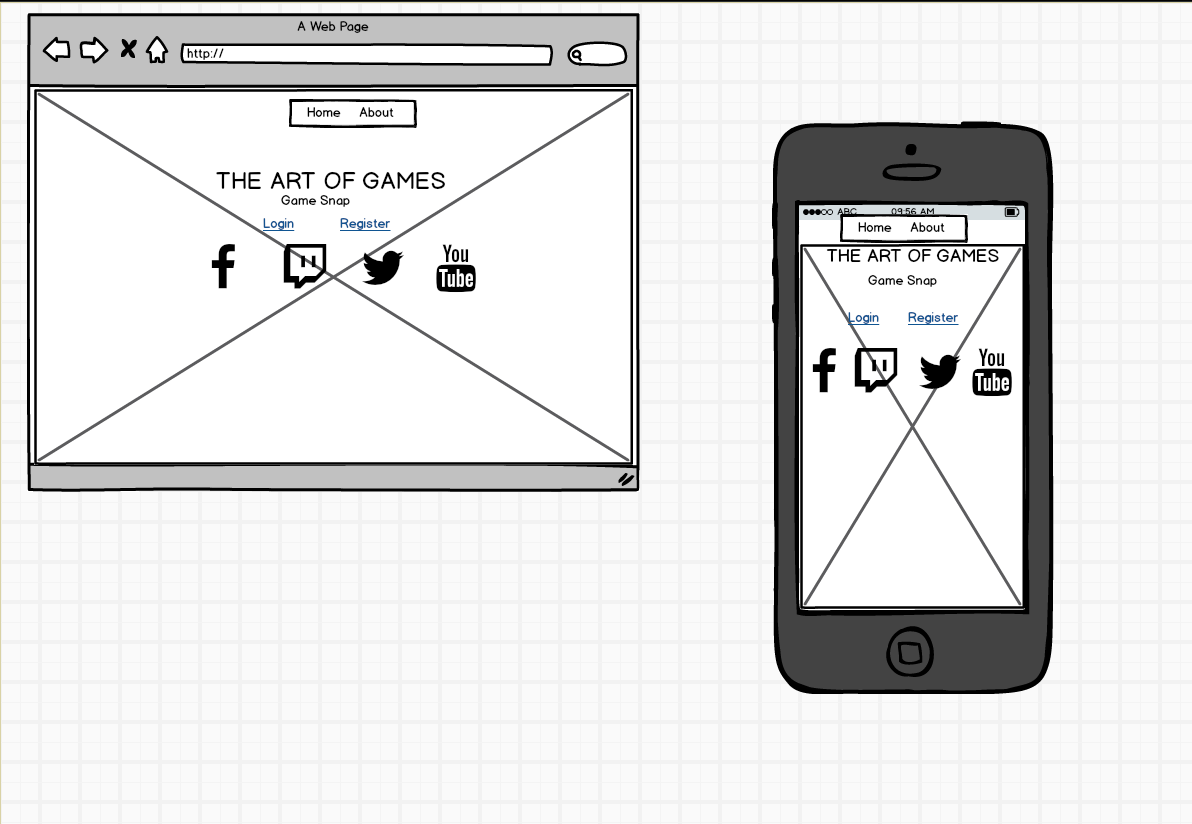 A Web Page
http://
Home About
THE ART OF GAMES
Game Snap
Login Register
You
Tube
ABC 09:56 AM
Home About
THE ART OF GAMES
Game Snap
Login Register
You
Tube